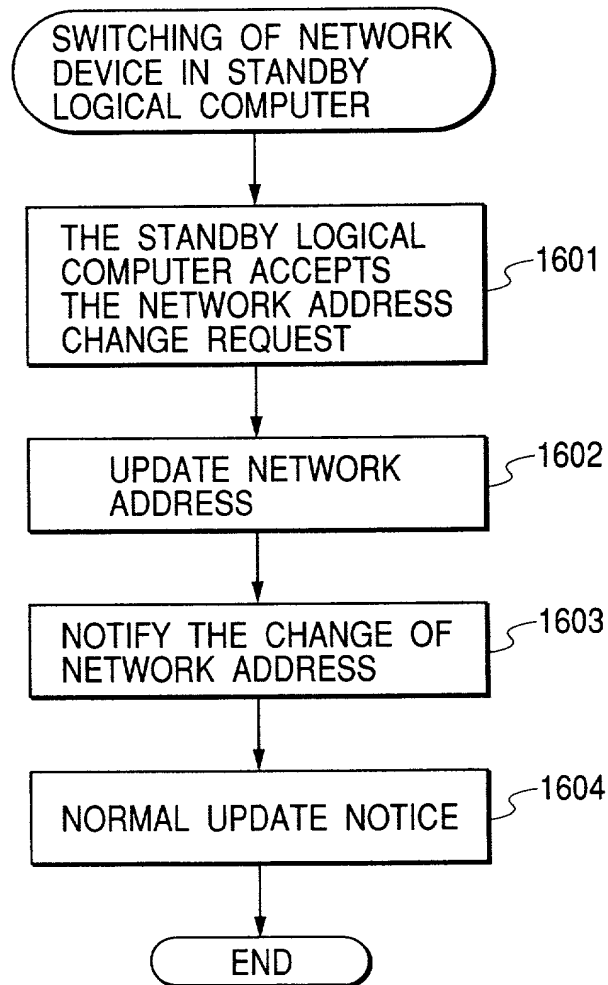 SWITCHING OF NETWORK
DEVICE IN STANDBY
LOGICAL COMPUTER
THE STANDBY LOGICAL
COMPUTER ACCEPTS
THE NETWORK ADDRESS
CHANGE REQUEST
1601
UPDATE NETWORK
ADDRESS
1602
NOTIFY THE CHANGE OF
NETWORK ADDRESS
1603
NORMAL UPDATE NOTICE
1604
END